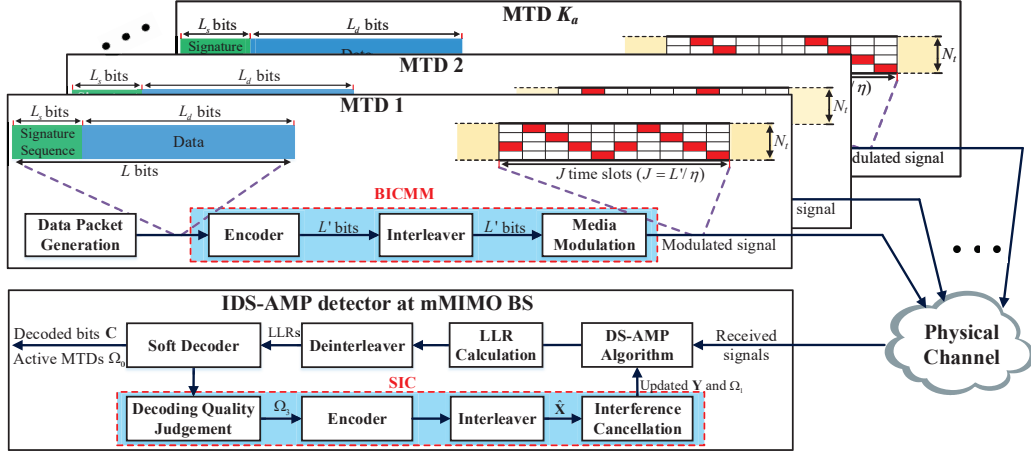 MTD K_a
L_s bits
L_d bits
Signature
Data
N_t
/η)
MTD 2
L_s bits
L_d bits
N_t
MTD 1
L_s bits
L_d bits
Signature
Sequence
Data
N_t
L bits
J time slots (J = L'/η)
odulated signal
BICMM
signal
Data Packet
Generation
Encoder
L' bits
Interleaver
L' bits
Media
Modulation
Modulated signal
IDS-AMP detector at mMIMO BS
Decoded bits C
Active MTDs Ω_0
Soft Decoder
LLRs
Deinterleaver
LLR
Calculation
DS-AMP
Algorithm
Received
signals
Physical
Channel
SIC
Updated Y and Ω_1
Decoding Quality
Judgement
Ω_3
Encoder
Interleaver
X̂
Interference
Cancellation